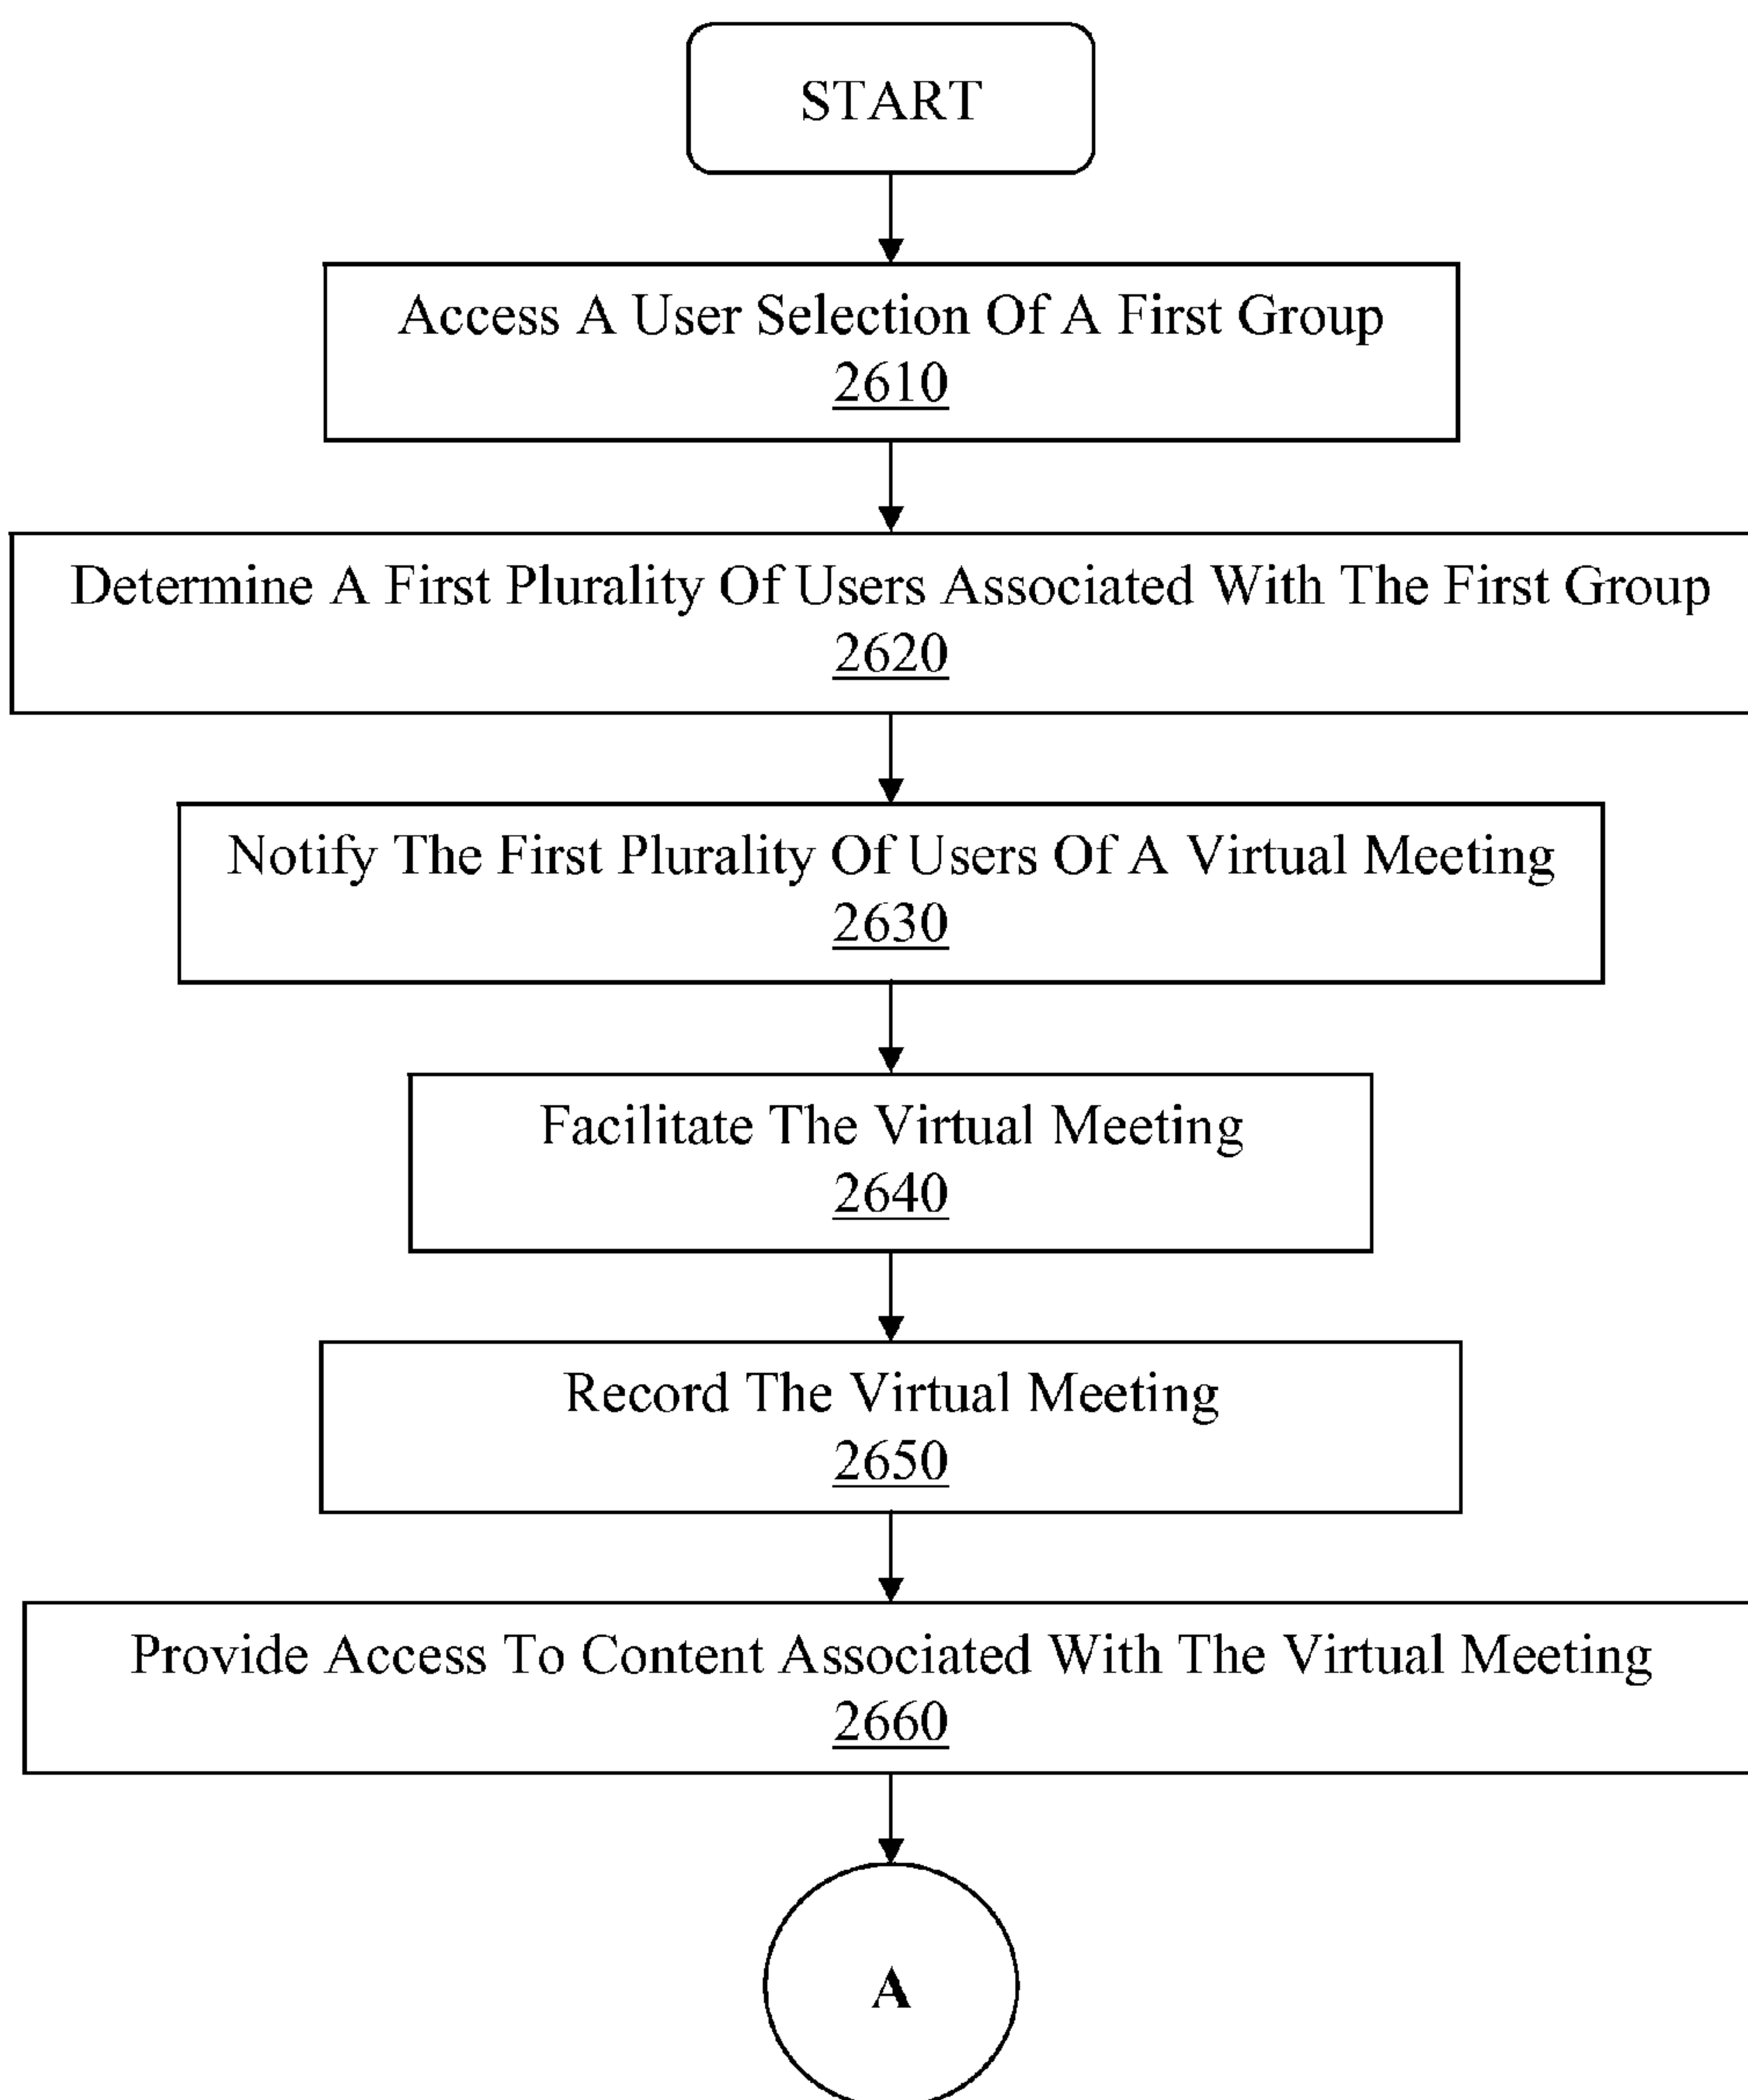 START
Access A User Selection Of A First Group
2610
Determine A First Plurality Of Users Associated With The First Group
2620
Notify The First Plurality Of Users Of A Virtual Meeting
2630
Facilitate The Virtual Meeting
2640
Record The Virtual Meeting
2650
Provide Access To Content Associated With The Virtual Meeting
2660
A